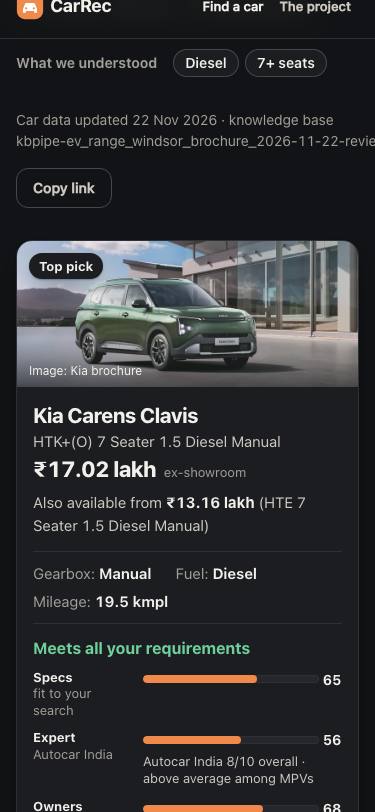 CarRec
Find a car
The project
What we understood
Diesel
7+ seats
Car data updated 22 Nov 2026 · knowledge base
kbpipe-ev_range_windsor_brochure_2026-11-22-revie
Copy link
Top pick
Image: Kia brochure
Kia Carens Clavis
HTK+(O) 7 Seater 1.5 Diesel Manual
₹17.02 lakh ex-showroom
Also available from ₹13.16 lakh (HTE 7
Seater 1.5 Diesel Manual)
Gearbox: Manual Fuel: Diesel
Mileage: 19.5 kmpl
Meets all your requirements
Specs
fit to your
search
65
Expert
Autocar India
56
Autocar India 8/10 overall ·
above average among MPVs
Owners
68